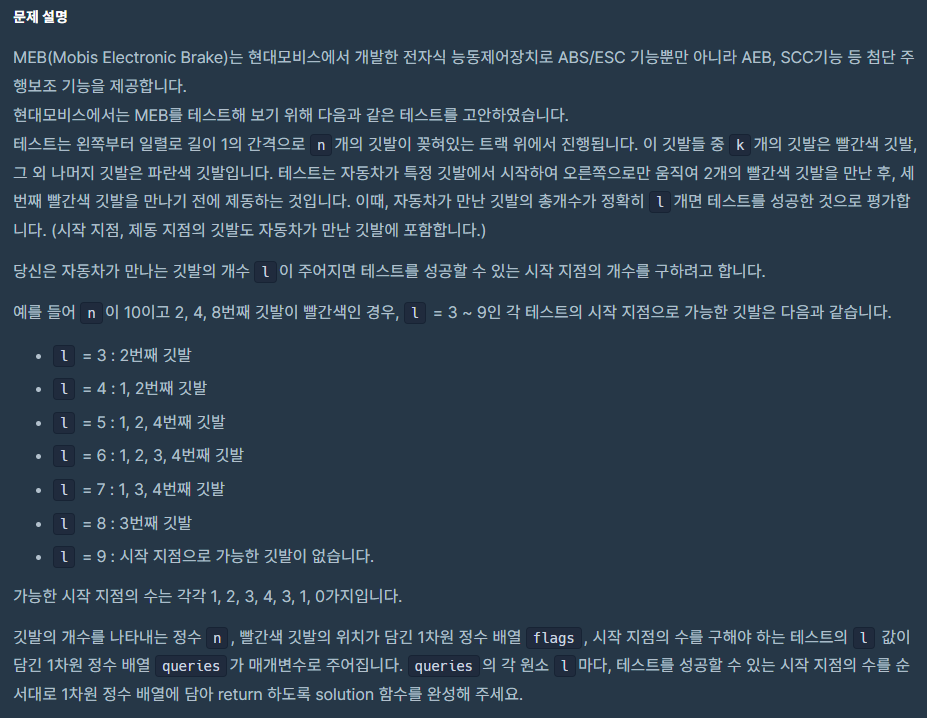 문제 설명
MEB(Mobis Electronic Brake)는 현대모비스에서 개발한 전자식 능동제어장치로 ABS/ESC 기능뿐만 아니라 AEB, SCC기능 등 첨단 주
행보조 기능을 제공합니다.
현대모비스에서는 MEB를 테스트해 보기 위해 다음과 같은 테스트를 고안하였습니다.
테스트는 왼쪽부터 일렬로 길이 1의 간격으로 n 개의 깃발이 꽂혀있는 트랙 위에서 진행됩니다. 이 깃발들 중 k 개의 깃발은 빨간색 깃발,
그 외 나머지 깃발은 파란색 깃발입니다. 테스트는 자동차가 특정 깃발에서 시작하여 오른쪽으로만 움직여 2개의 빨간색 깃발을 만난 후, 세
번째 빨간색 깃발을 만나기 전에 제동하는 것입니다. 이때, 자동차가 만난 깃발의 총개수가 정확히 l 개면 테스트를 성공한 것으로 평가합
니다. (시작 지점, 제동 지점의 깃발도 자동차가 만난 깃발에 포함합니다.)
당신은 자동차가 만나는 깃발의 개수 l 이 주어지면 테스트를 성공할 수 있는 시작 지점의 개수를 구하려고 합니다.
예를 들어 n 이 10이고 2, 4, 8번째 깃발이 빨간색인 경우, l = 3 ~ 9인 각 테스트의 시작 지점으로 가능한 깃발은 다음과 같습니다.
• l = 3 : 2번째 깃발
• l = 4 : 1, 2번째 깃발
• l = 5 : 1, 2, 4번째 깃발
• l = 6 : 1, 2, 3, 4번째 깃발
• l = 7 : 1, 3, 4번째 깃발
• l = 8 : 3번째 깃발
• l = 9 : 시작 지점으로 가능한 깃발이 없습니다.
가능한 시작 지점의 수는 각각 1, 2, 3, 4, 3, 1, 0가지입니다.
깃발의 개수를 나타내는 정수 n , 빨간색 깃발의 위치가 담긴 1차원 정수 배열 flags , 시작 지점의 수를 구해야 하는 테스트의 l 값이
담긴 1차원 정수 배열 queries 가 매개변수로 주어집니다. queries 의 각 원소 l 마다, 테스트를 성공할 수 있는 시작 지점의 수를 순
서대로 1차원 정수 배열에 담아 return 하도록 solution 함수를 완성해 주세요.